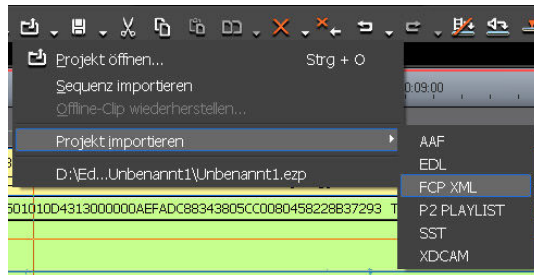 Projekt öffnen... Strg + O
Sequenz importieren
0:09:00
Offline-Clip wiederherstellen...
Projekt importieren
AAF
D:\Ed...Unbenannt1\Unbenannt1.ezp
EDL
FCP XML
501010D4313000000AEFADC88343805CC0080458228B37293 T
P2 PLAYLIST
SST
XDCAM